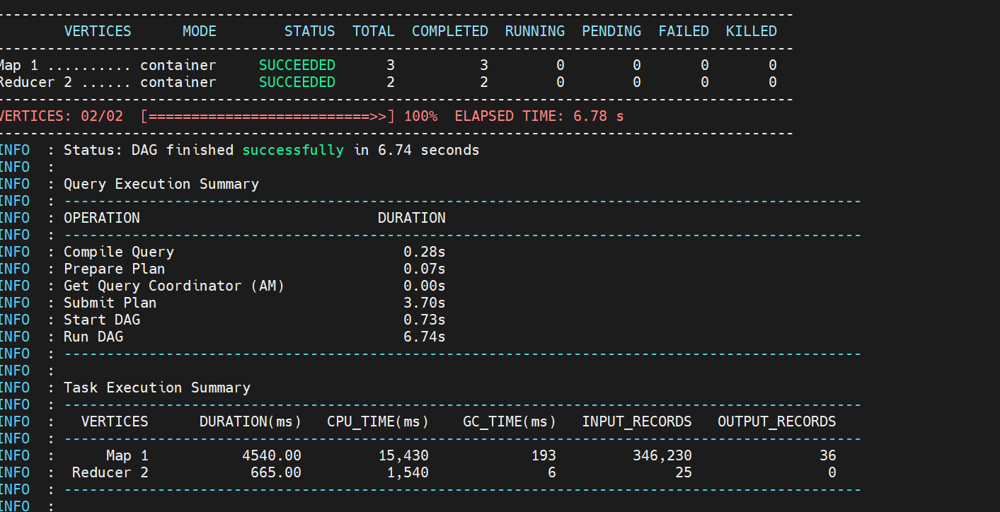 ----------------------------------------------------------------------------------------------
VERTICES MODE STATUS TOTAL COMPLETED RUNNING PENDING FAILED KILLED
----------------------------------------------------------------------------------------------
Map 1 .......... container SUCCEEDED 3 3 0 0 0 0
Reducer 2 ...... container SUCCEEDED 2 2 0 0 0 0
----------------------------------------------------------------------------------------------
VERTICES: 02/02 [==========================>>] 100% ELAPSED TIME: 6.78 s
----------------------------------------------------------------------------------------------
INFO : Status: DAG finished successfully in 6.74 seconds
INFO :
INFO : Query Execution Summary
INFO : ----------------------------------------------------------------------------------------------
INFO : OPERATION DURATION
INFO : ----------------------------------------------------------------------------------------------
INFO : Compile Query 0.28s
INFO : Prepare Plan 0.07s
INFO : Get Query Coordinator (AM) 0.00s
INFO : Submit Plan 3.70s
INFO : Start DAG 0.73s
INFO : Run DAG 6.74s
INFO : ----------------------------------------------------------------------------------------------
INFO :
INFO : Task Execution Summary
INFO : ----------------------------------------------------------------------------------------------
INFO : VERTICES DURATION(ms) CPU_TIME(ms) GC_TIME(ms) INPUT_RECORDS OUTPUT_RECORDS
INFO : ----------------------------------------------------------------------------------------------
INFO : Map 1 4540.00 15,430 193 346,230 36
INFO : Reducer 2 665.00 1,540 6 25 0
INFO : ----------------------------------------------------------------------------------------------
INFO :